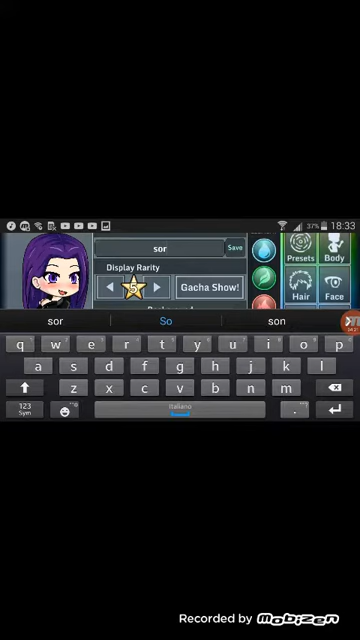 37% 18:33
sor Save
Display Rarity
5
Gacha Show!
Presets Body
Hair Face
sor So son
q w e r t y u i o p
a s d f g h j k l
z x c v b n m
123
Sym
Italiano
.
Recorded by Mobizen